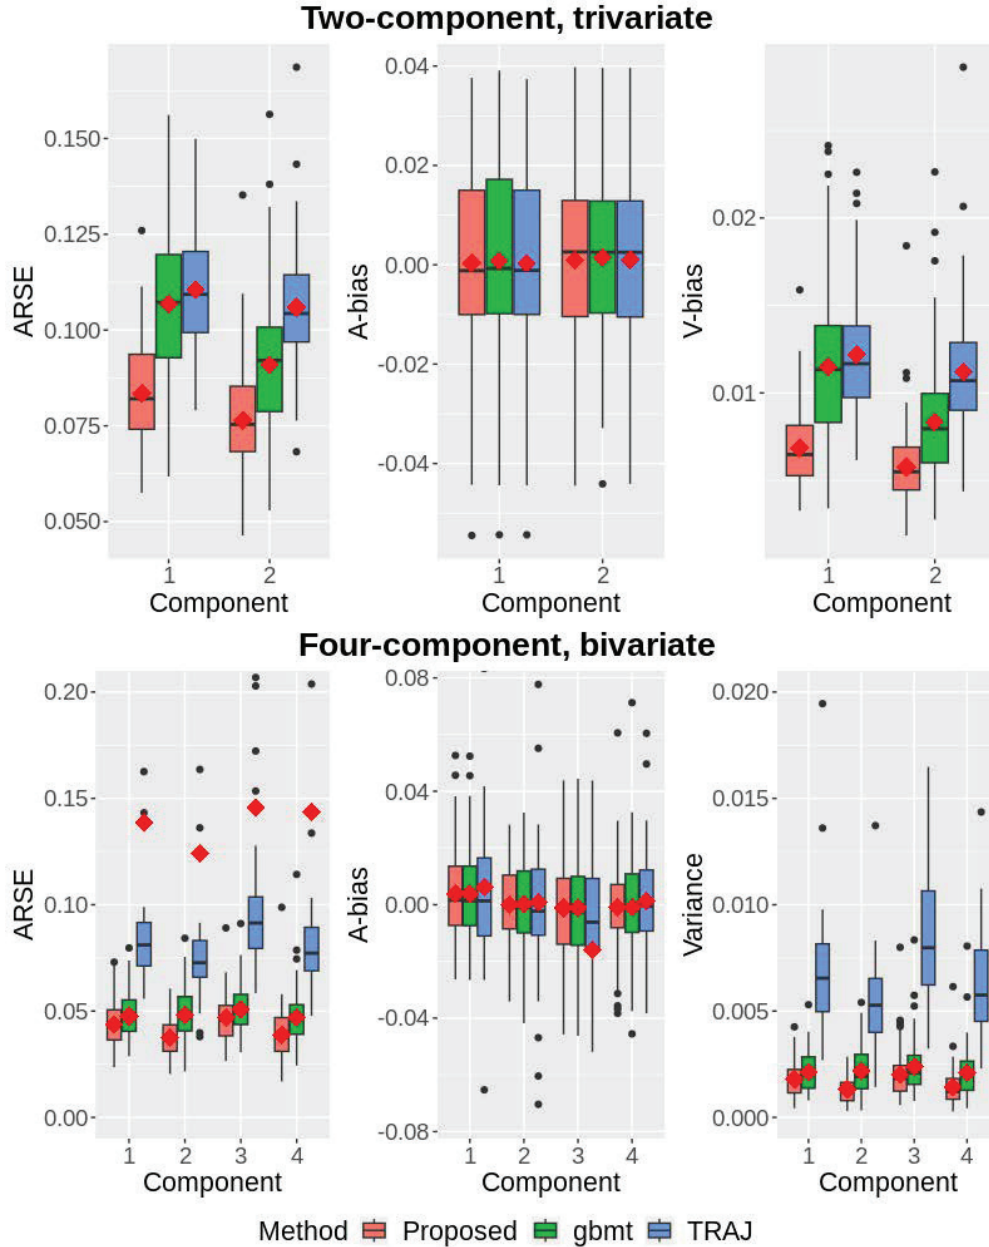 Two-component, trivariate
ARSE
0.150
0.125
0.100
0.075
0.050
1 2
Component
A-bias
0.04
0.02
0.00
-0.02
-0.04
1 2
Component
V-bias
0.02
0.01
1 2
Component
Four-component, bivariate
ARSE
0.20
0.15
0.10
0.05
0.00
1 2 3 4
Component
A-bias
0.08
0.04
0.00
-0.04
-0.08
1 2 3 4
Component
Variance
0.020
0.015
0.010
0.005
0.000
1 2 3 4
Component
Method Proposed gbmt TRAJ